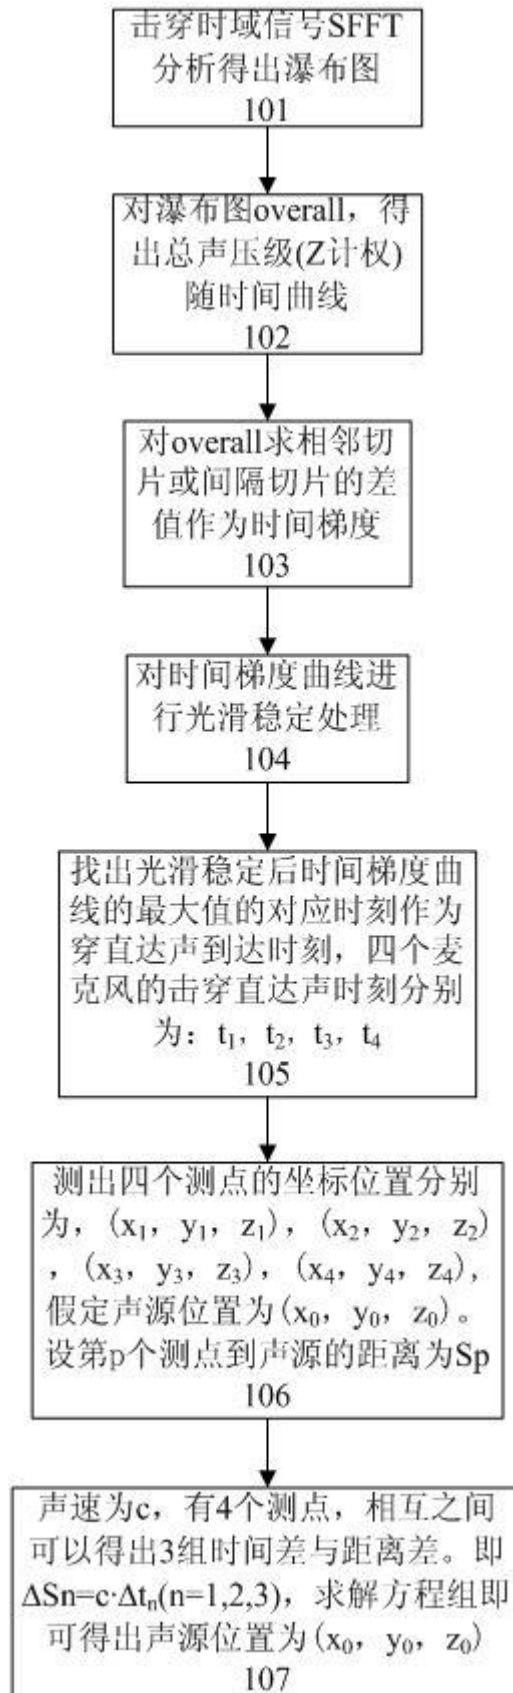 击穿时域信号SFFT
分析得出瀑布图
101
对瀑布图overall，得
出总声压级(Z计权)
随时间曲线
102
对overall求相邻切
片或间隔切片的差
值作为时间梯度
103
对时间梯度曲线进
行光滑稳定处理
104
找出光滑稳定后时间梯度曲
线的最大值的对应时刻作为
穿直达声到达时刻，四个麦
克风的击穿直达声时刻分别
为：t₁，t₂，t₃，t₄
105
测出四个测点的坐标位置分别
为，(x₁，y₁，z₁)，(x₂，y₂，z₂)
，(x₃，y₃，z₃)，(x₄，y₄，z₄)，
假定声源位置为(x₀，y₀，z₀)。
设第p个测点到声源的距离为Sp
106
声速为c，有4个测点，相互之间
可以得出3组时间差与距离差。即
ΔSn=c·Δtₙ(n=1,2,3)，求解方程组即
可得出声源位置为(x₀，y₀，z₀)
107